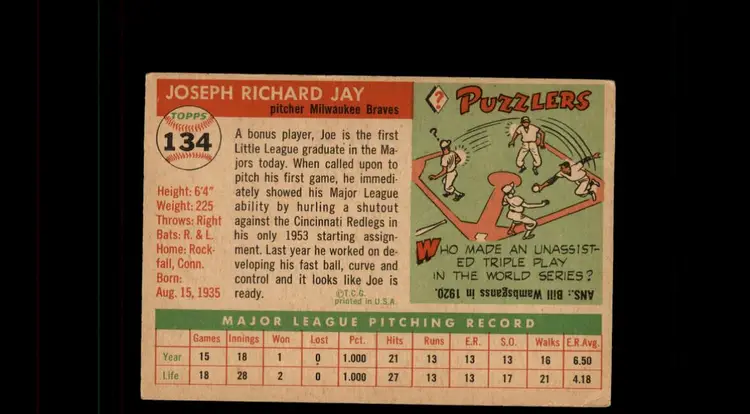 JOSEPH RICHARD JAY
pitcher Milwaukee Braves
TOPPS
134
Height: 6'4"
Weight: 225
Throws: Right
Bats: R. & L.
Home: Rock-
fall, Conn.
Born:
Aug. 15, 1935
A bonus player, Joe is the first
Little League graduate in the Ma-
jors today. When called upon to
pitch his first game, he immedi-
ately showed his Major League
ability by hurling a shutout
against the Cincinnati Redlegs in
his only 1953 starting assign-
ment. Last year he worked on de-
veloping his fast ball, curve and
control and it looks like Joe is
ready.
©T.C.G.
printed in U.S.A.
?
PUZZLERS
?
WHO MADE AN UNASSIST-
ED TRIPLE PLAY
IN THE WORLD SERIES?
ANS.: Bill Wambsganss in 1920.
MAJOR LEAGUE PITCHING RECORD
Games Innings Won Lost Pct. Hits Runs E.R. S.O. Walks E.R.Avg.
Year 15 18 1 0 1.000 21 13 13 13 16 6.50
Life 18 28 2 0 1.000 27 13 13 17 21 4.18